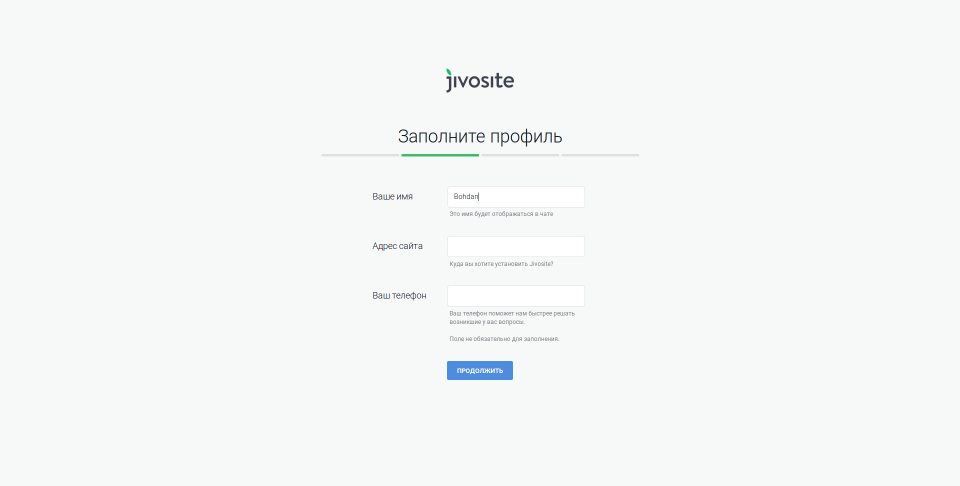 jivosite
Заполните профиль
Ваше имя
Bohdan
Это имя будет отображаться в чате
Адрес сайта
Куда вы хотите установить Jivosite?
Ваш телефон
Ваш телефон поможет нам быстрее решать
возникшие у вас вопросы.
Поле не обязательно для заполнения.
ПРОДОЛЖИТЬ